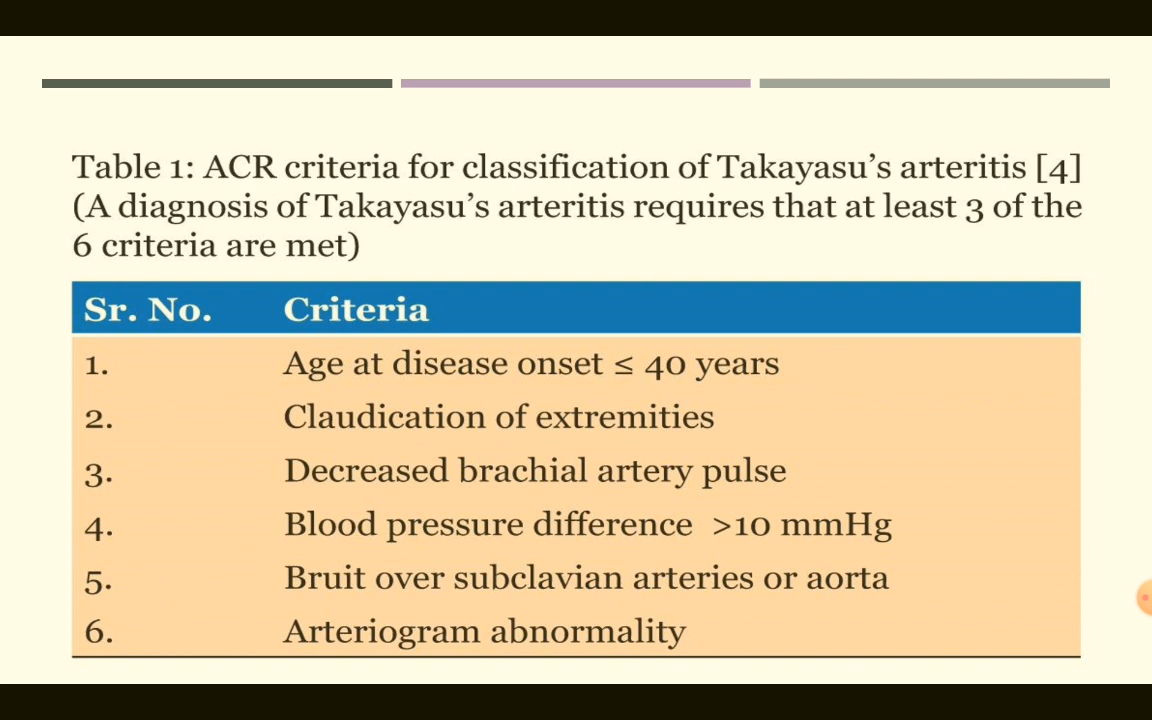 Table 1: ACR criteria for classification of Takayasu’s arteritis [4]
(A diagnosis of Takayasu’s arteritis requires that at least 3 of the
6 criteria are met)
Sr. No. Criteria
1. Age at disease onset ≤ 40 years
2. Claudication of extremities
3. Decreased brachial artery pulse
4. Blood pressure difference >10 mmHg
5. Bruit over subclavian arteries or aorta
6. Arteriogram abnormality